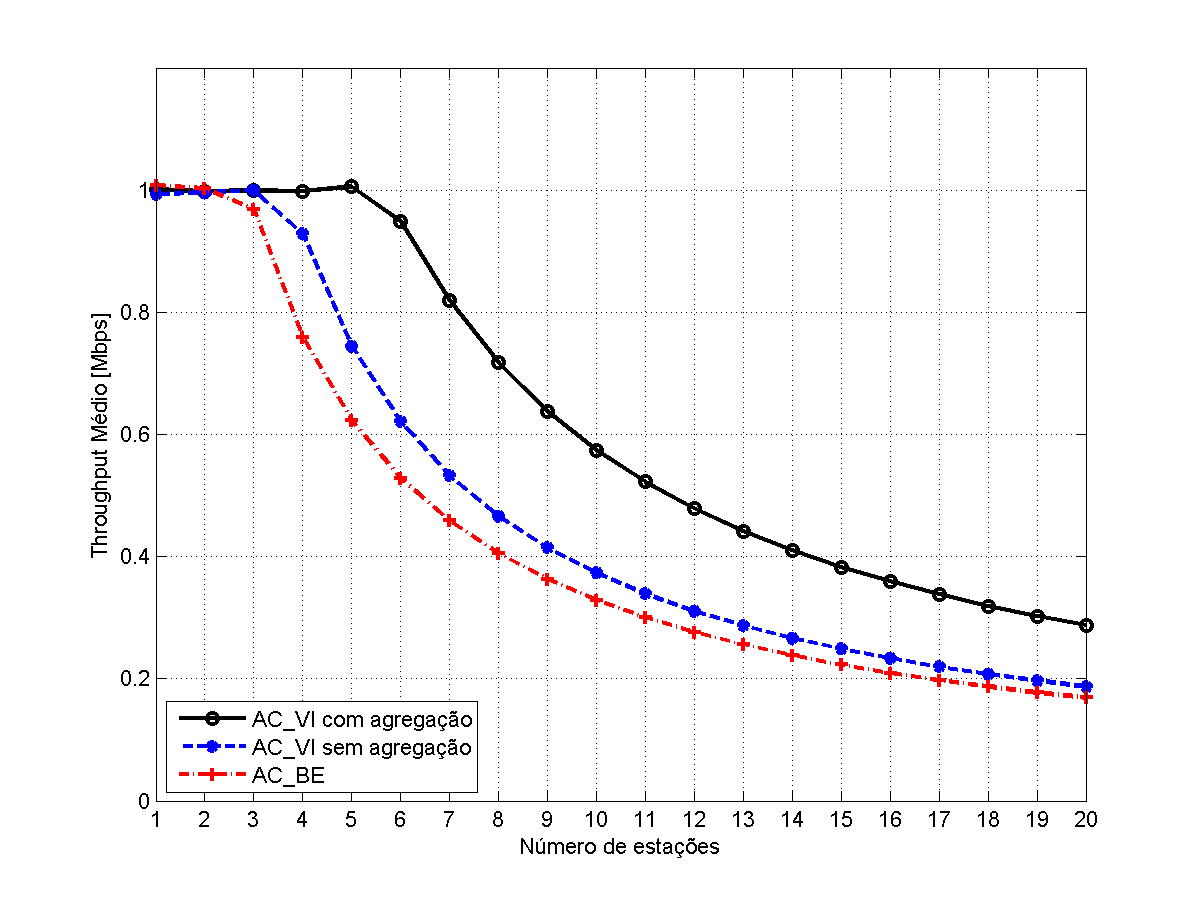 Throughput Médio [Mbps]
1
0.8
0.6
0.4
0.2
0
AC_VI com agregação
AC_VI sem agregação
AC_BE
1 2 3 4 5 6 7 8 9 10 11 12 13 14 15 16 17 18 19 20
Número de estações